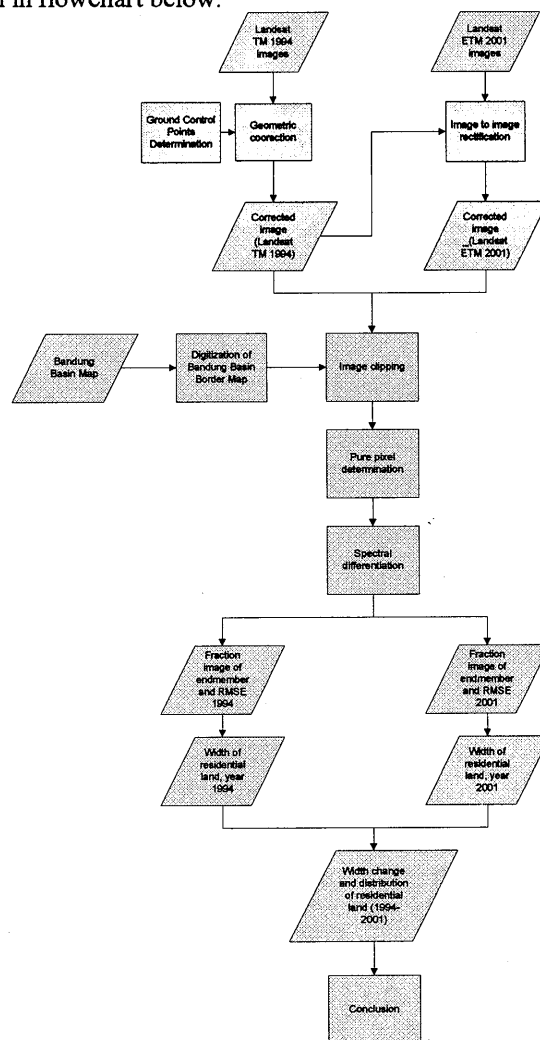 in flowchart below.
Landsat
TM 1994
images
Landsat
ETM 2001
images
Ground Control
Points
Determination
Geometric
coorection
Image to image
rectification
Corrected
image
(Landsat
TM 1994)
Corrected
image
_(Landsat
ETM 2001)
Bandung
Basin Map
Digitization of
Bandung Basin
Border Map
Image clipping
Pure pixel
determination
Spectral
differentiation
Fraction
image of
endmember
and RMSE
1994
Fraction
image of
endmember
and RMSE
2001
Width of
residential
land, year
1994
Width of
residential
land, year
2001
Width change
and distribution
of residential
land (1994-
2001)
Conclusion